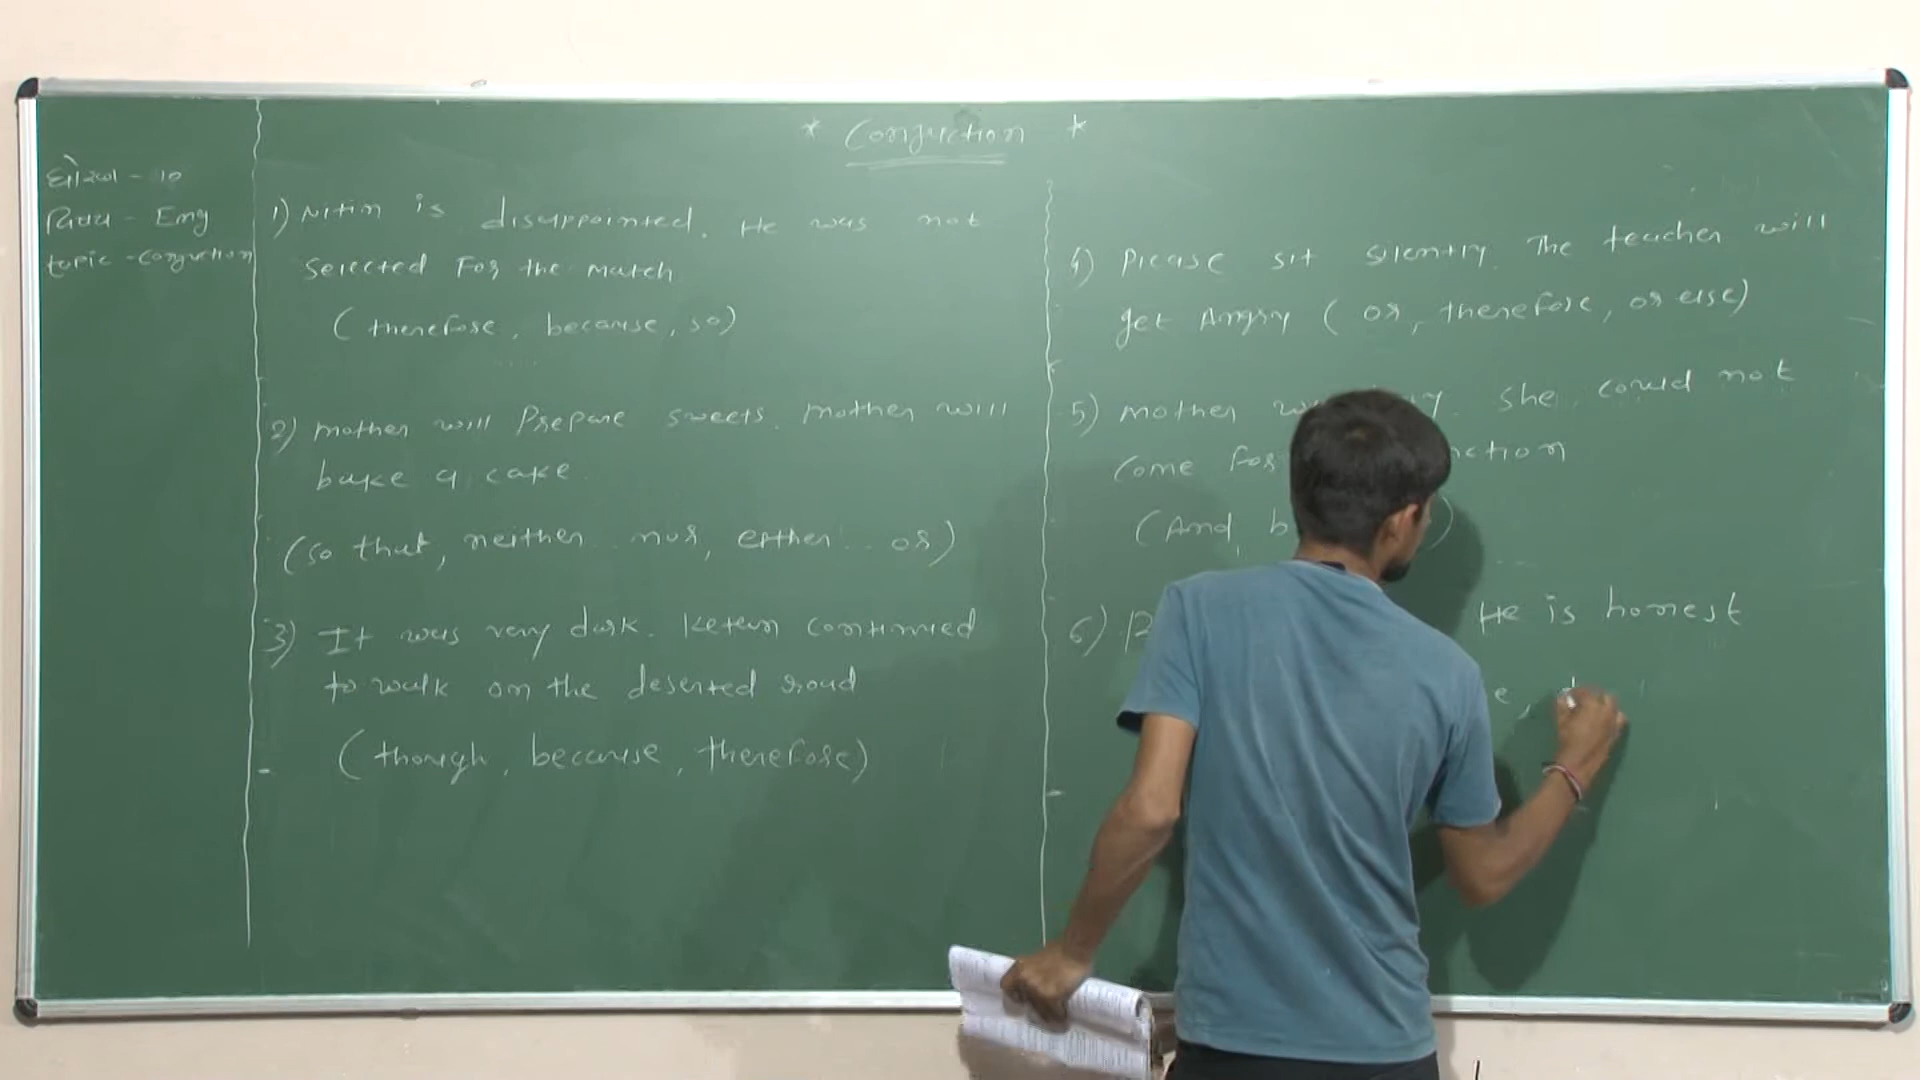 * Conjuction *
ધોરણ - 10
વિષય - Eng
topic - conjuction
1) Nitin is disappointed. He was not
selected For the match
(therefore, because, so)
2) mother will Prepare sweets. mother will
bake a cake.
(so that, neither .. nor, either .. or)
3) It was very dark. Ketan continued
to walk on the deserted road
(though, because, therefore)
4) Please sit silently. The teacher will
get Angry ( or, therefore, or else)
5) mother she could not
come for
(And,
6) He is honest